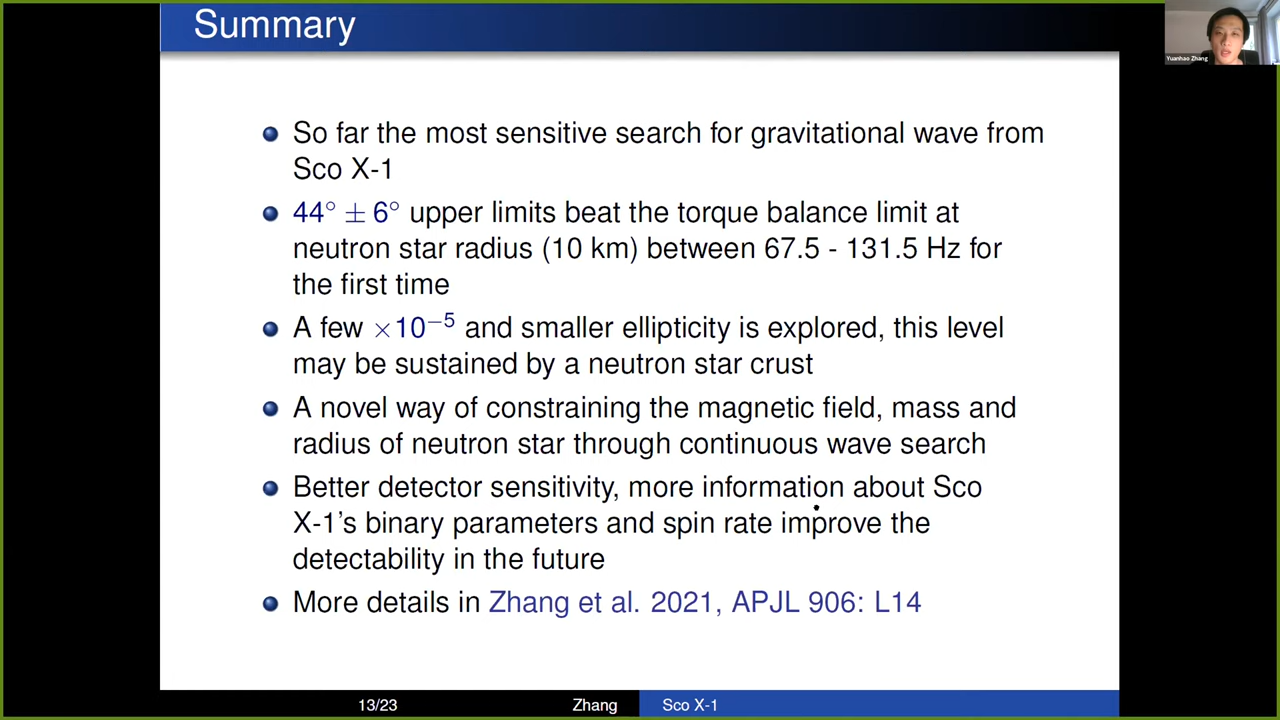 Summary
Yuanhao Zhang
So far the most sensitive search for gravitational wave from
Sco X-1
44° ± 6° upper limits beat the torque balance limit at
neutron star radius (10 km) between 67.5 - 131.5 Hz for
the first time
A few ×10⁻⁵ and smaller ellipticity is explored, this level
may be sustained by a neutron star crust
A novel way of constraining the magnetic field, mass and
radius of neutron star through continuous wave search
Better detector sensitivity, more information about Sco
X-1's binary parameters and spin rate improve the
detectability in the future
More details in Zhang et al. 2021, APJL 906: L14
13/23 Zhang Sco X-1